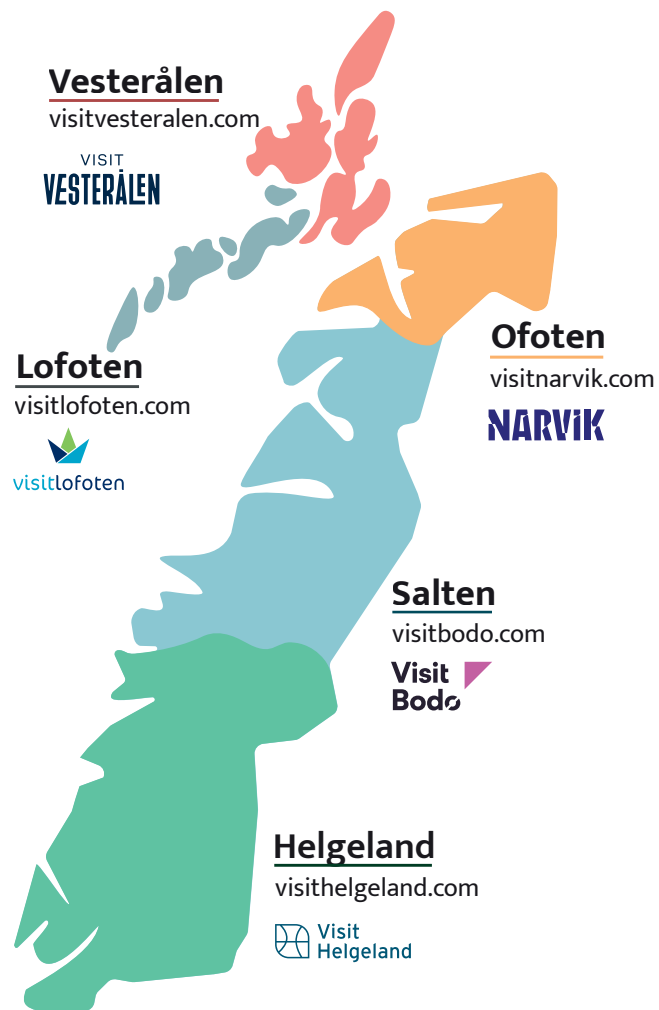 Vesterålen
visitvesteralen.com
VISIT
VESTERÅLEN
Lofoten
visitlofoten.com
visitlofoten
Ofoten
visitnarvik.com
NARVIK
Salten
visitbodo.com
Visit
Bodø
Helgeland
visithelgeland.com
Visit
Helgeland